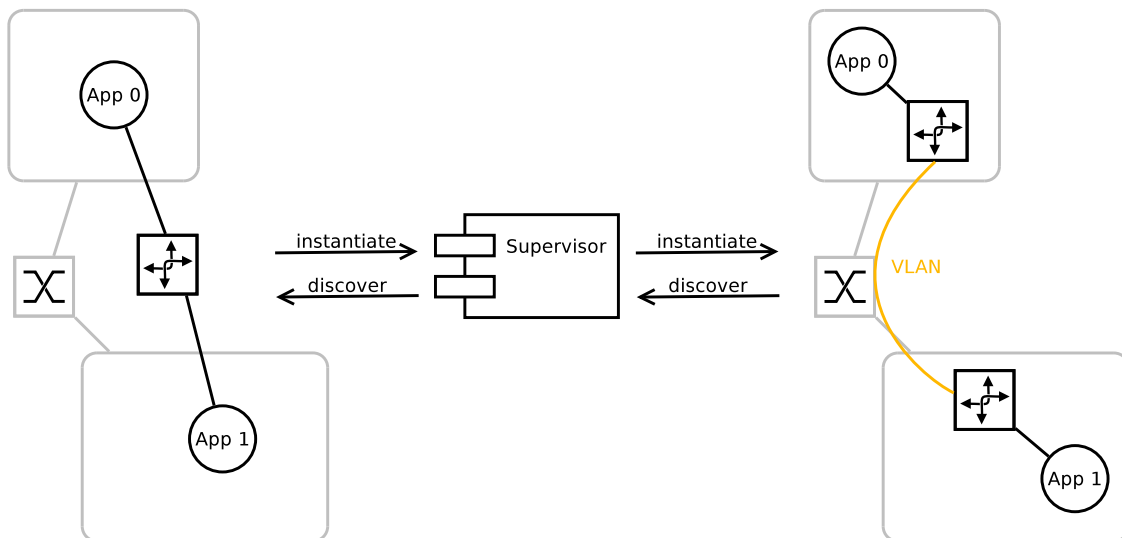 App 0
App 1
instantiate
discover
Supervisor
instantiate
discover
App 0
VLAN
App 1